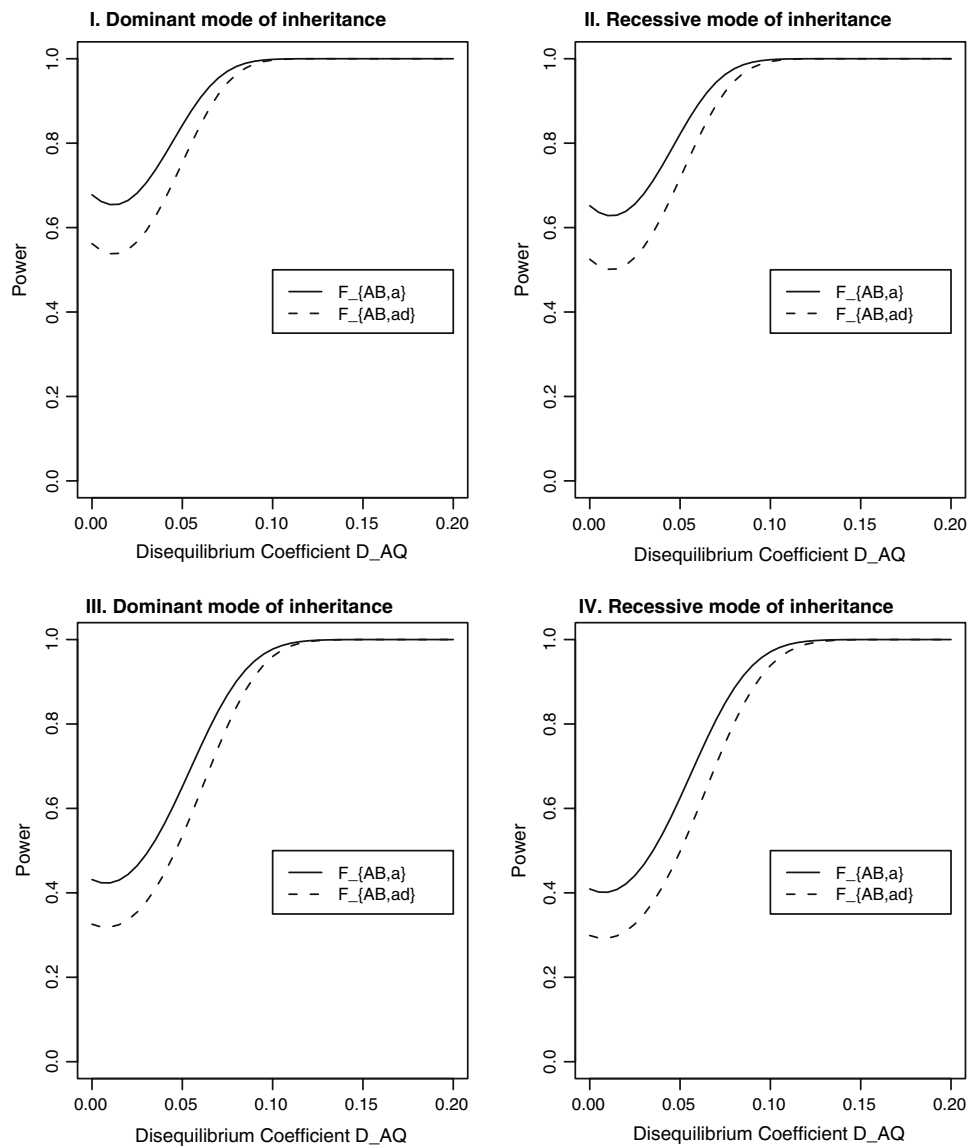 I. Dominant mode of inheritance
Power
0.0
0.2
0.4
0.6
0.8
1.0
F_{AB,a}
F_{AB,ad}
0.00
0.05
0.10
0.15
0.20
Disequilibrium Coefficient D_AQ
II. Recessive mode of inheritance
Power
0.0
0.2
0.4
0.6
0.8
1.0
F_{AB,a}
F_{AB,ad}
0.00
0.05
0.10
0.15
0.20
Disequilibrium Coefficient D_AQ
III. Dominant mode of inheritance
Power
0.0
0.2
0.4
0.6
0.8
1.0
F_{AB,a}
F_{AB,ad}
0.00
0.05
0.10
0.15
0.20
Disequilibrium Coefficient D_AQ
IV. Recessive mode of inheritance
Power
0.0
0.2
0.4
0.6
0.8
1.0
F_{AB,a}
F_{AB,ad}
0.00
0.05
0.10
0.15
0.20
Disequilibrium Coefficient D_AQ